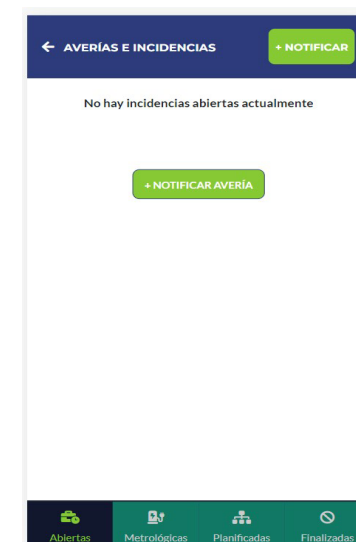 AVERÍAS E INCIDENCIAS
+ NOTIFICAR
No hay incidencias abiertas actualmente
+ NOTIFICAR AVERÍA
Abiertas
Metrológicas
Planificadas
Finalizadas